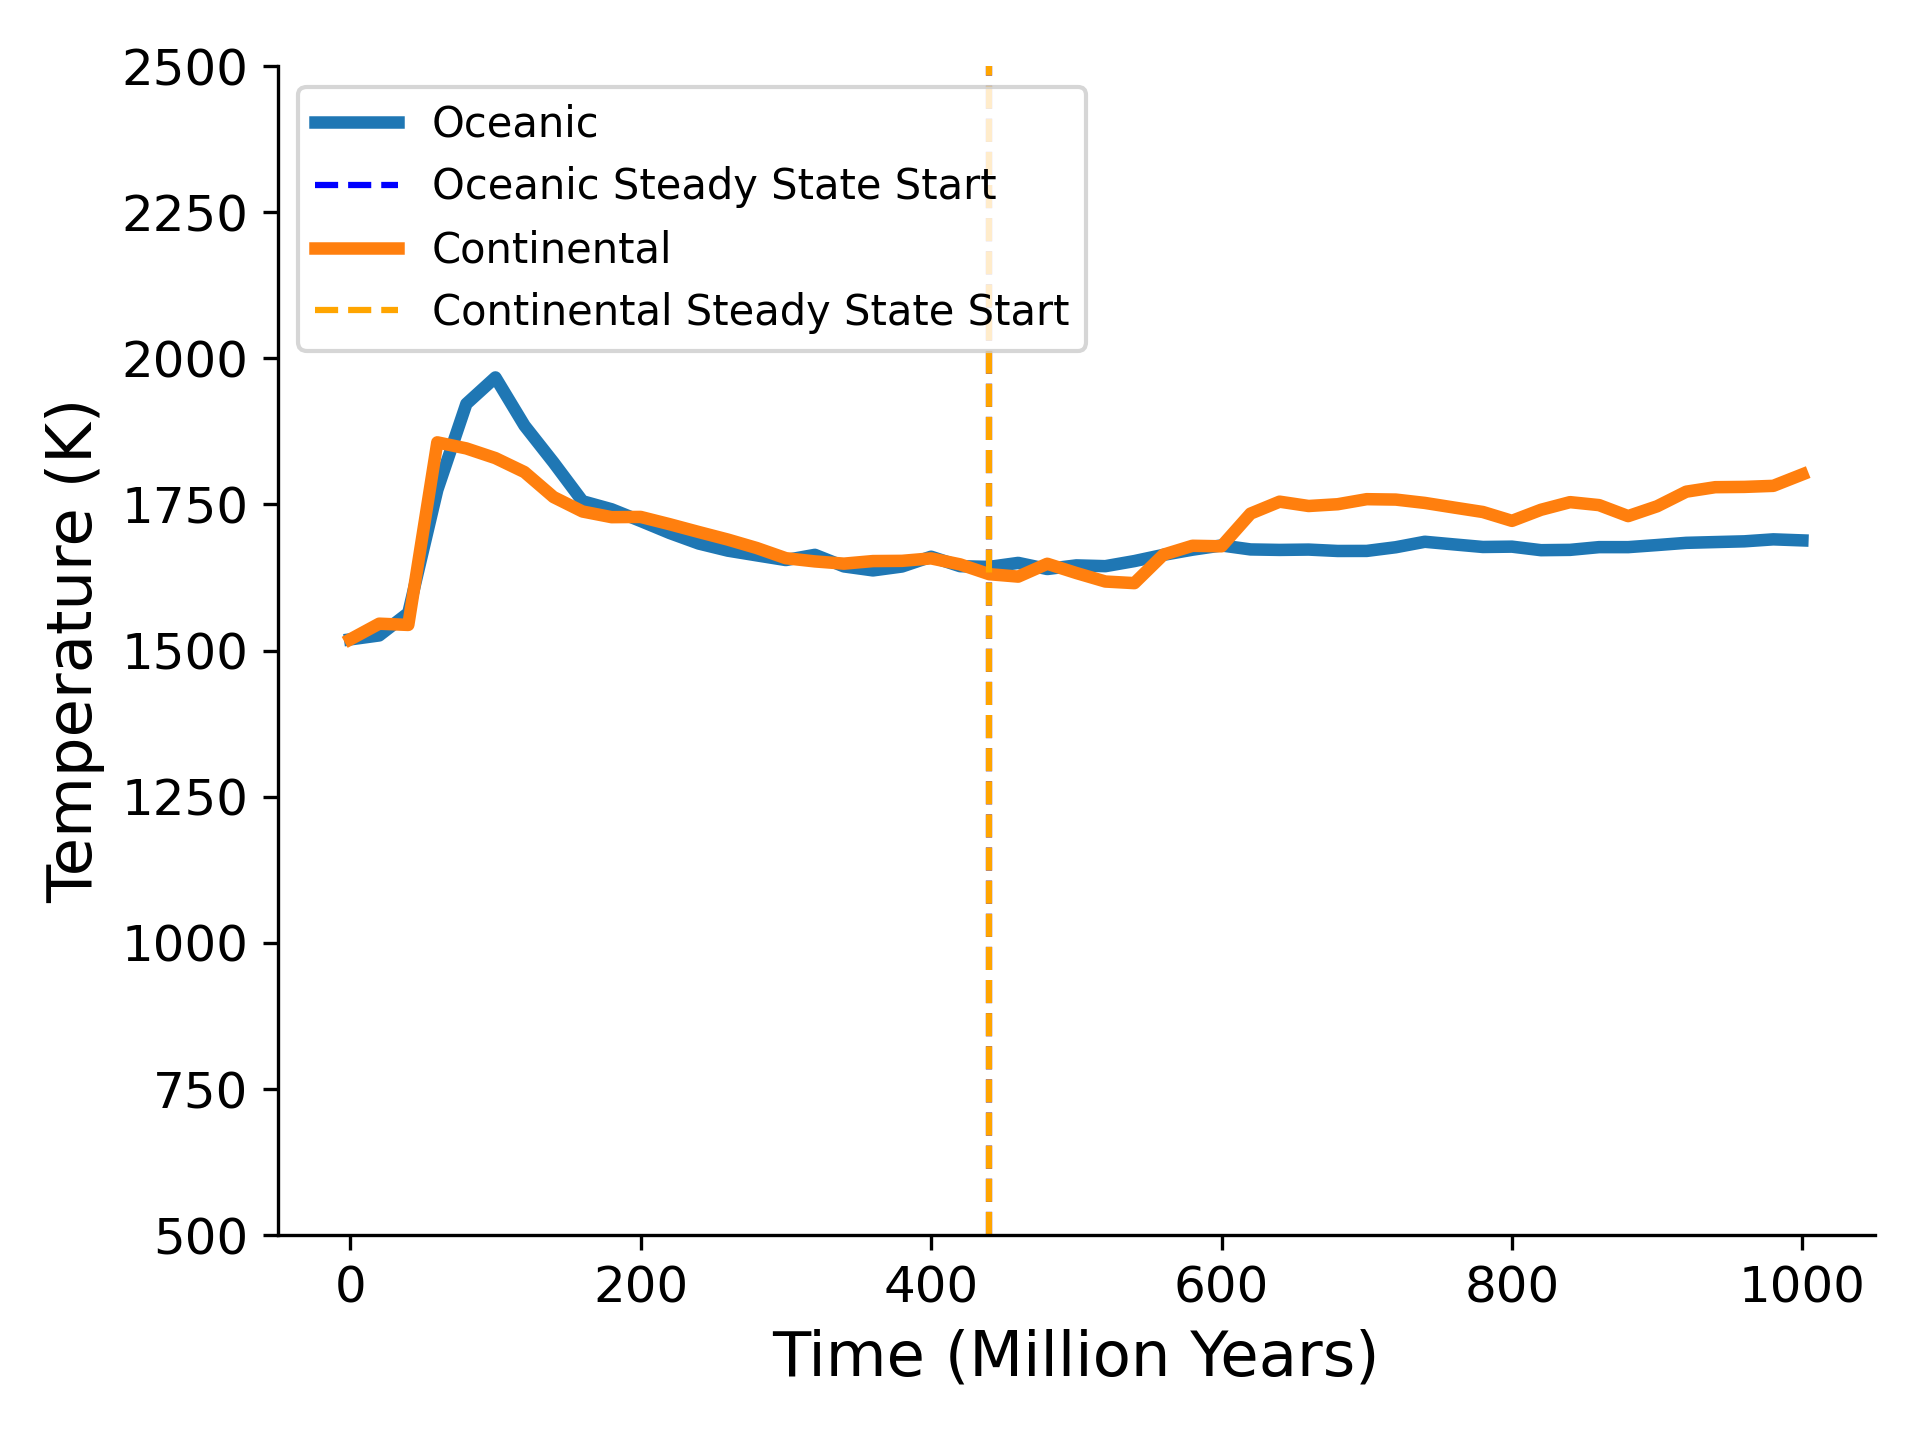 2500
2250
2000
1750
1500
1250
1000
750
500
Temperature (K)
Oceanic
Oceanic Steady State Start
Continental
Continental Steady State Start
0 200 400 600 800 1000
Time (Million Years)